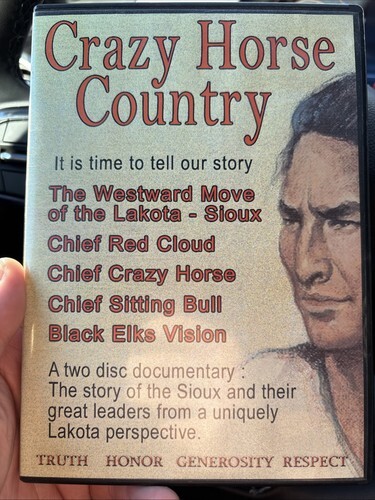 Crazy Horse
Country
It is time to tell our story
The Westward Move
of the Lakota - Sioux
Chief Red Cloud
Chief Crazy Horse
Chief Sitting Bull
Black Elks Vision
A two disc documentary :
The story of the Sioux and their
great leaders from a uniquely
Lakota perspective.
TRUTH HONOR GENEROSITY RESPECT